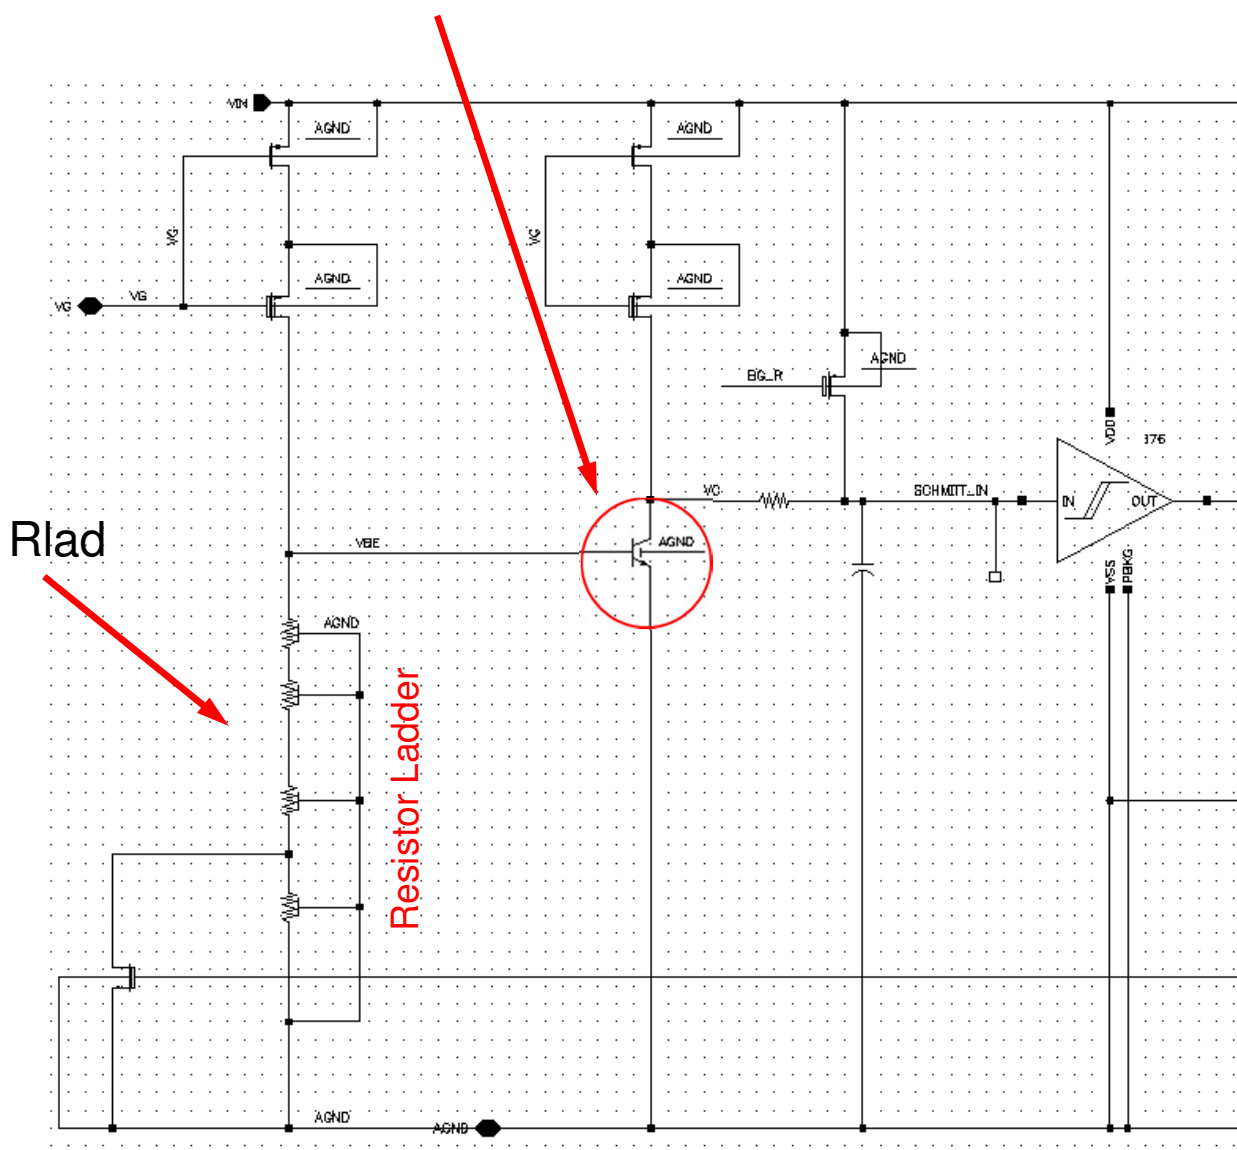 VIN
AGND
AGND
VG
VG
AGND
AGND
VG
VG
AGND
BG_R
VDD
376
VC
SCHMITT_IN
IN
OUT
Rlad
VBE
AGND
VSS
PBKG
AGND
Resistor Ladder
AGND
AGND